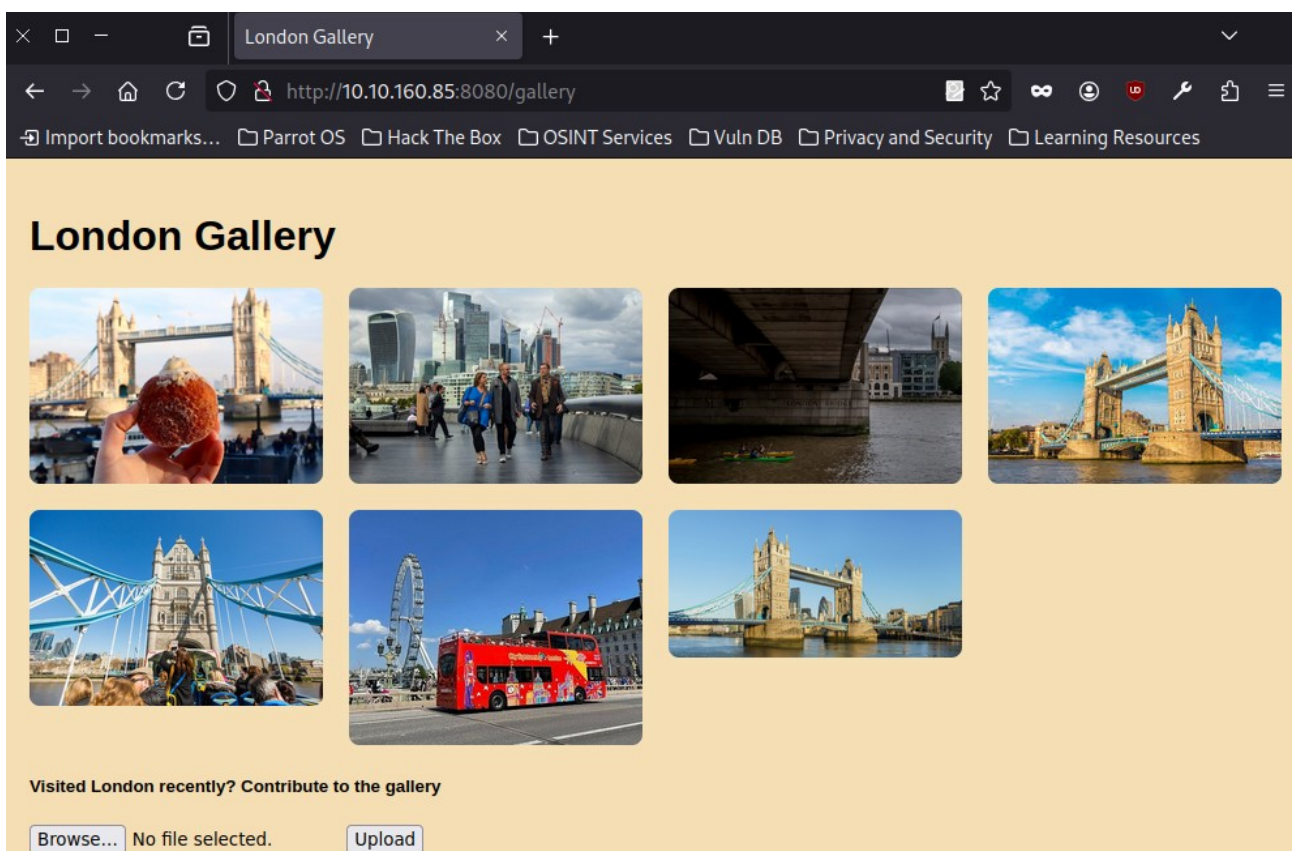 London Gallery
http://10.10.160.85:8080/gallery
Import bookmarks... Parrot OS Hack The Box OSINT Services Vuln DB Privacy and Security Learning Resources
London Gallery
Visited London recently? Contribute to the gallery
Browse... No file selected. Upload